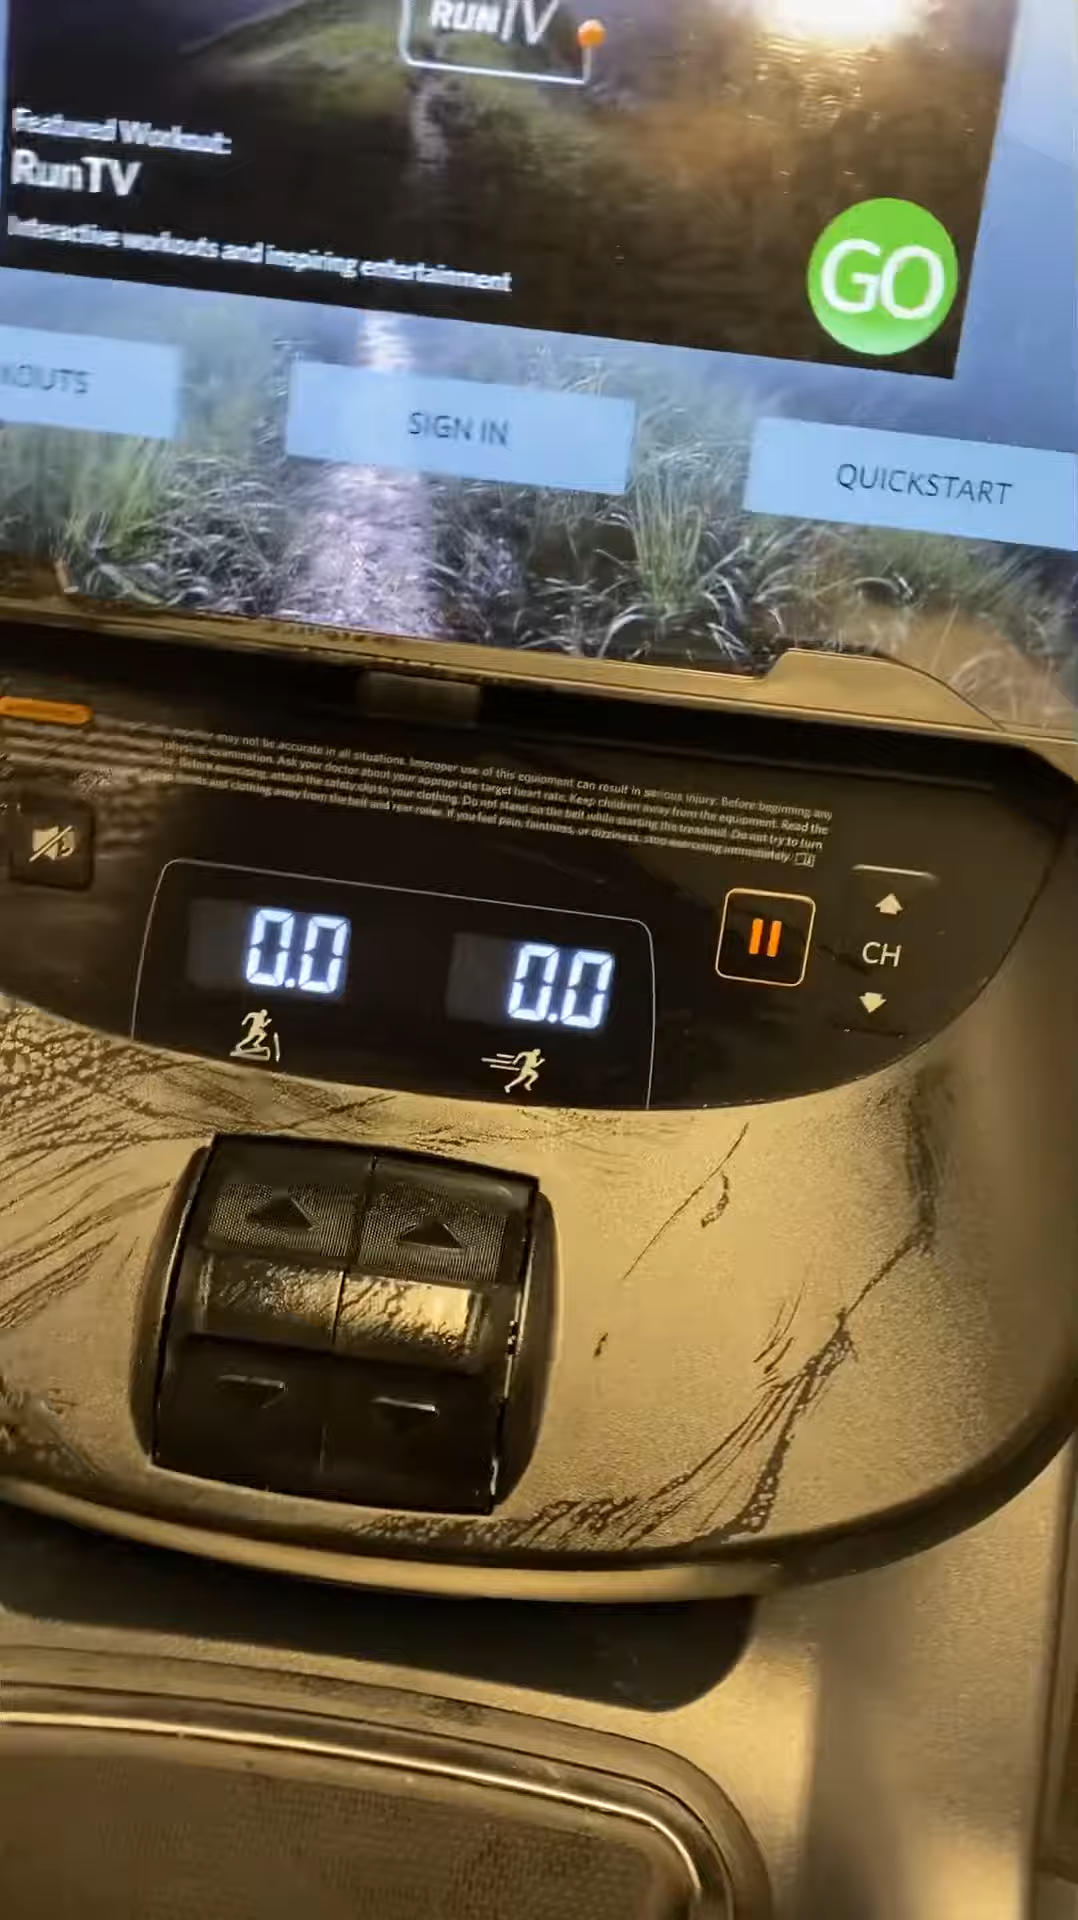 RUNTV
Featured Workout:
RunTV
Interactive workouts and inspiring entertainment
GO
KOUTS
SIGN IN
QUICKSTART
may not be accurate in all situations. Improper use of this equipment can result in serious injury. Before beginning any
physical examination. Ask your doctor about your appropriate target heart rate. Keep children away from the equipment. Read the
Before exercising, attach the safety clip to your clothing. Do not stand on the belt while starting the treadmill. Do not try to turn
and clothing away from the belt and rear roller. If you feel pain, faintness, or dizziness, stop exercising immediately.
0.0
0.0
CH